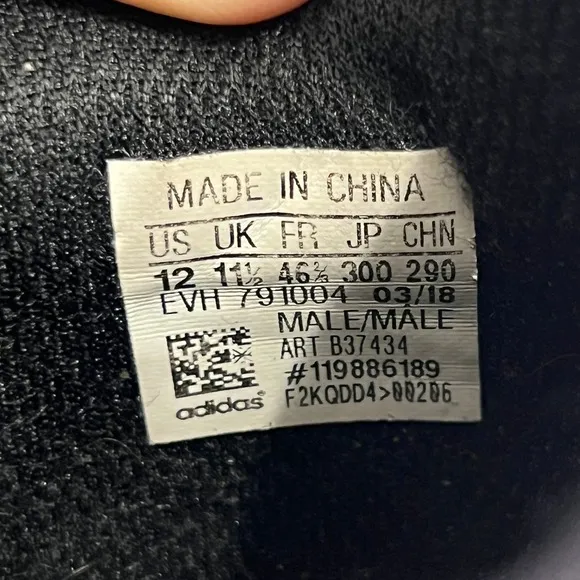 MADE IN CHINA
US UK FR JP CHN
12 11½ 46⅔ 300 290
EVH 791004 03/18
MALE/MALE
ART B37434
#119886189
F2KQDD4>00206
adidas